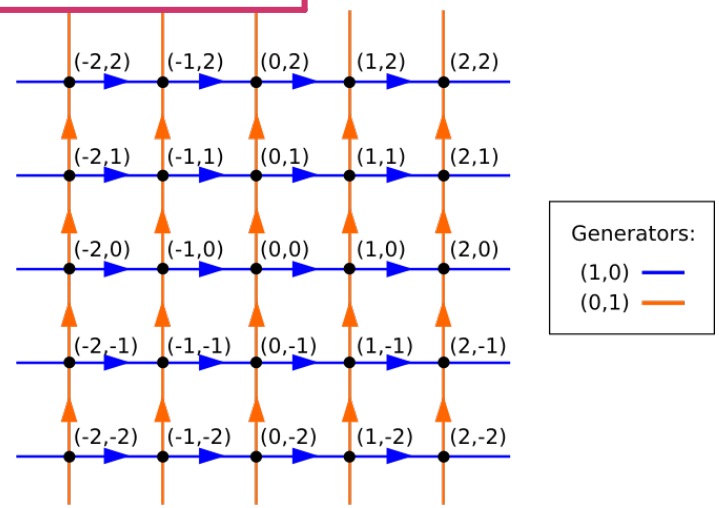 (-2,2) (-1,2) (0,2) (1,2) (2,2)
(-2,1) (-1,1) (0,1) (1,1) (2,1)
(-2,0) (-1,0) (0,0) (1,0) (2,0)
(-2,-1) (-1,-1) (0,-1) (1,-1) (2,-1)
(-2,-2) (-1,-2) (0,-2) (1,-2) (2,-2)
Generators:
(1,0)
(0,1)